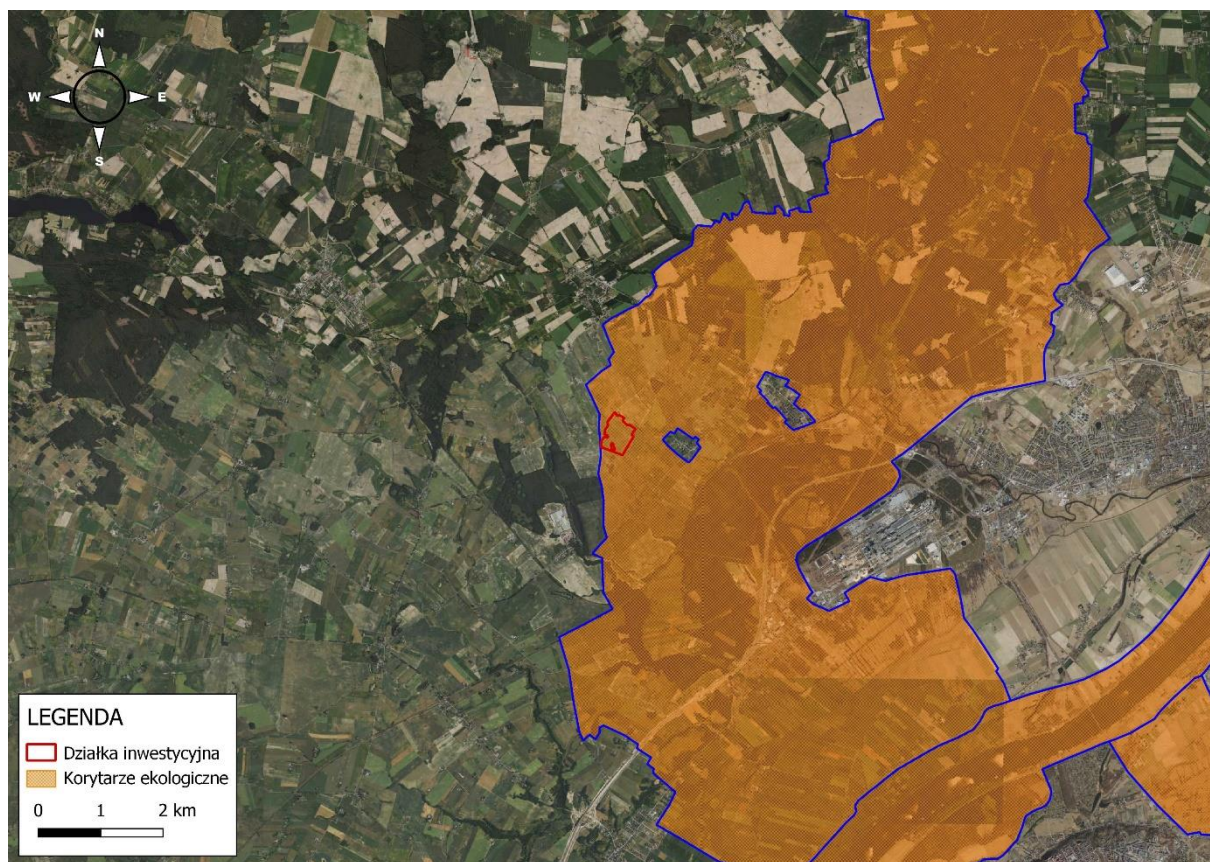 N
W E
S
LEGENDA
Działka inwestycyjna
Korytarze ekologiczne
0 1 2 km